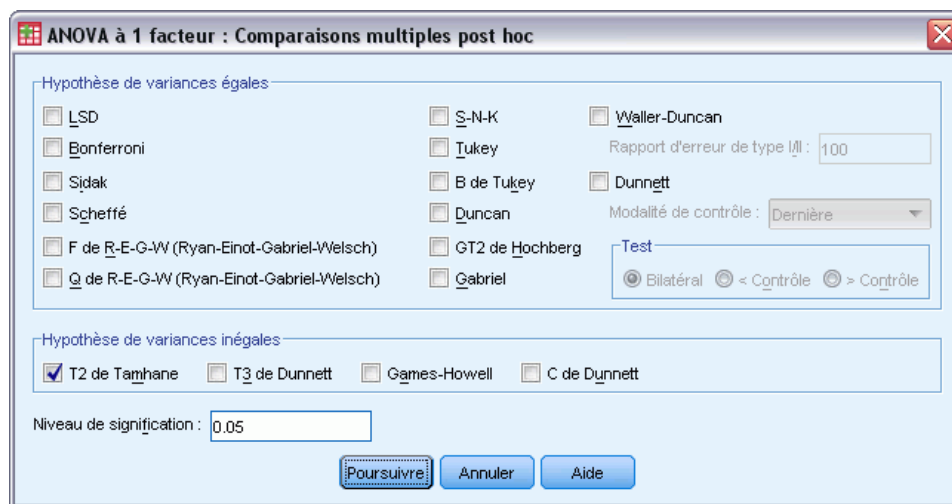 ANOVA à 1 facteur : Comparaisons multiples post hoc
Hypothèse de variances égales
LSD
S-N-K
Waller-Duncan
Bonferroni
Tukey
Rapport d'erreur de type I/II : 100
Sidak
B de Tukey
Dunnett
Scheffé
Duncan
Modalité de contrôle : Dernière
F de R-E-G-W (Ryan-Einot-Gabriel-Welsch)
GT2 de Hochberg
Test
Q de R-E-G-W (Ryan-Einot-Gabriel-Welsch)
Gabriel
Bilatéral < Contrôle > Contrôle
Hypothèse de variances inégales
T2 de Tamhane T3 de Dunnett Games-Howell C de Dunnett
Niveau de signification : 0.05
Poursuivre Annuler Aide